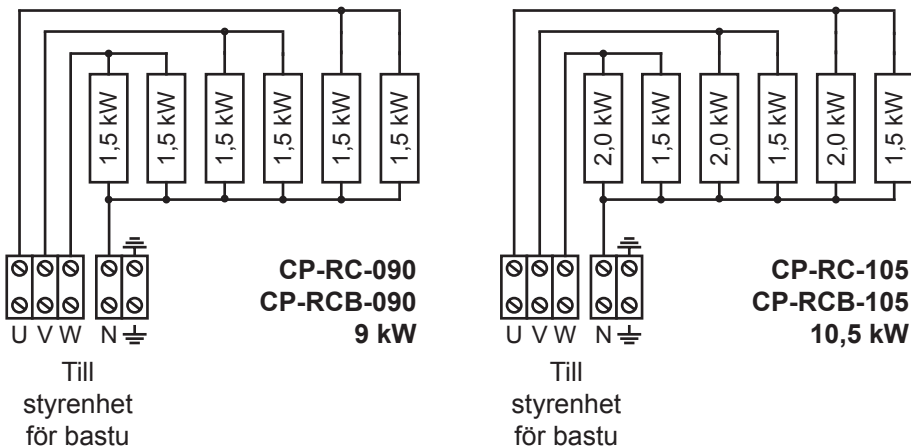 1,5 kW
1,5 kW
1,5 kW
1,5 kW
1,5 kW
1,5 kW
CP-RC-090
CP-RCB-090
9 kW
U V W N
Till
styrenhet
för bastu
2,0 kW
1,5 kW
2,0 kW
1,5 kW
2,0 kW
1,5 kW
CP-RC-105
CP-RCB-105
10,5 kW
U V W N
Till
styrenhet
för bastu